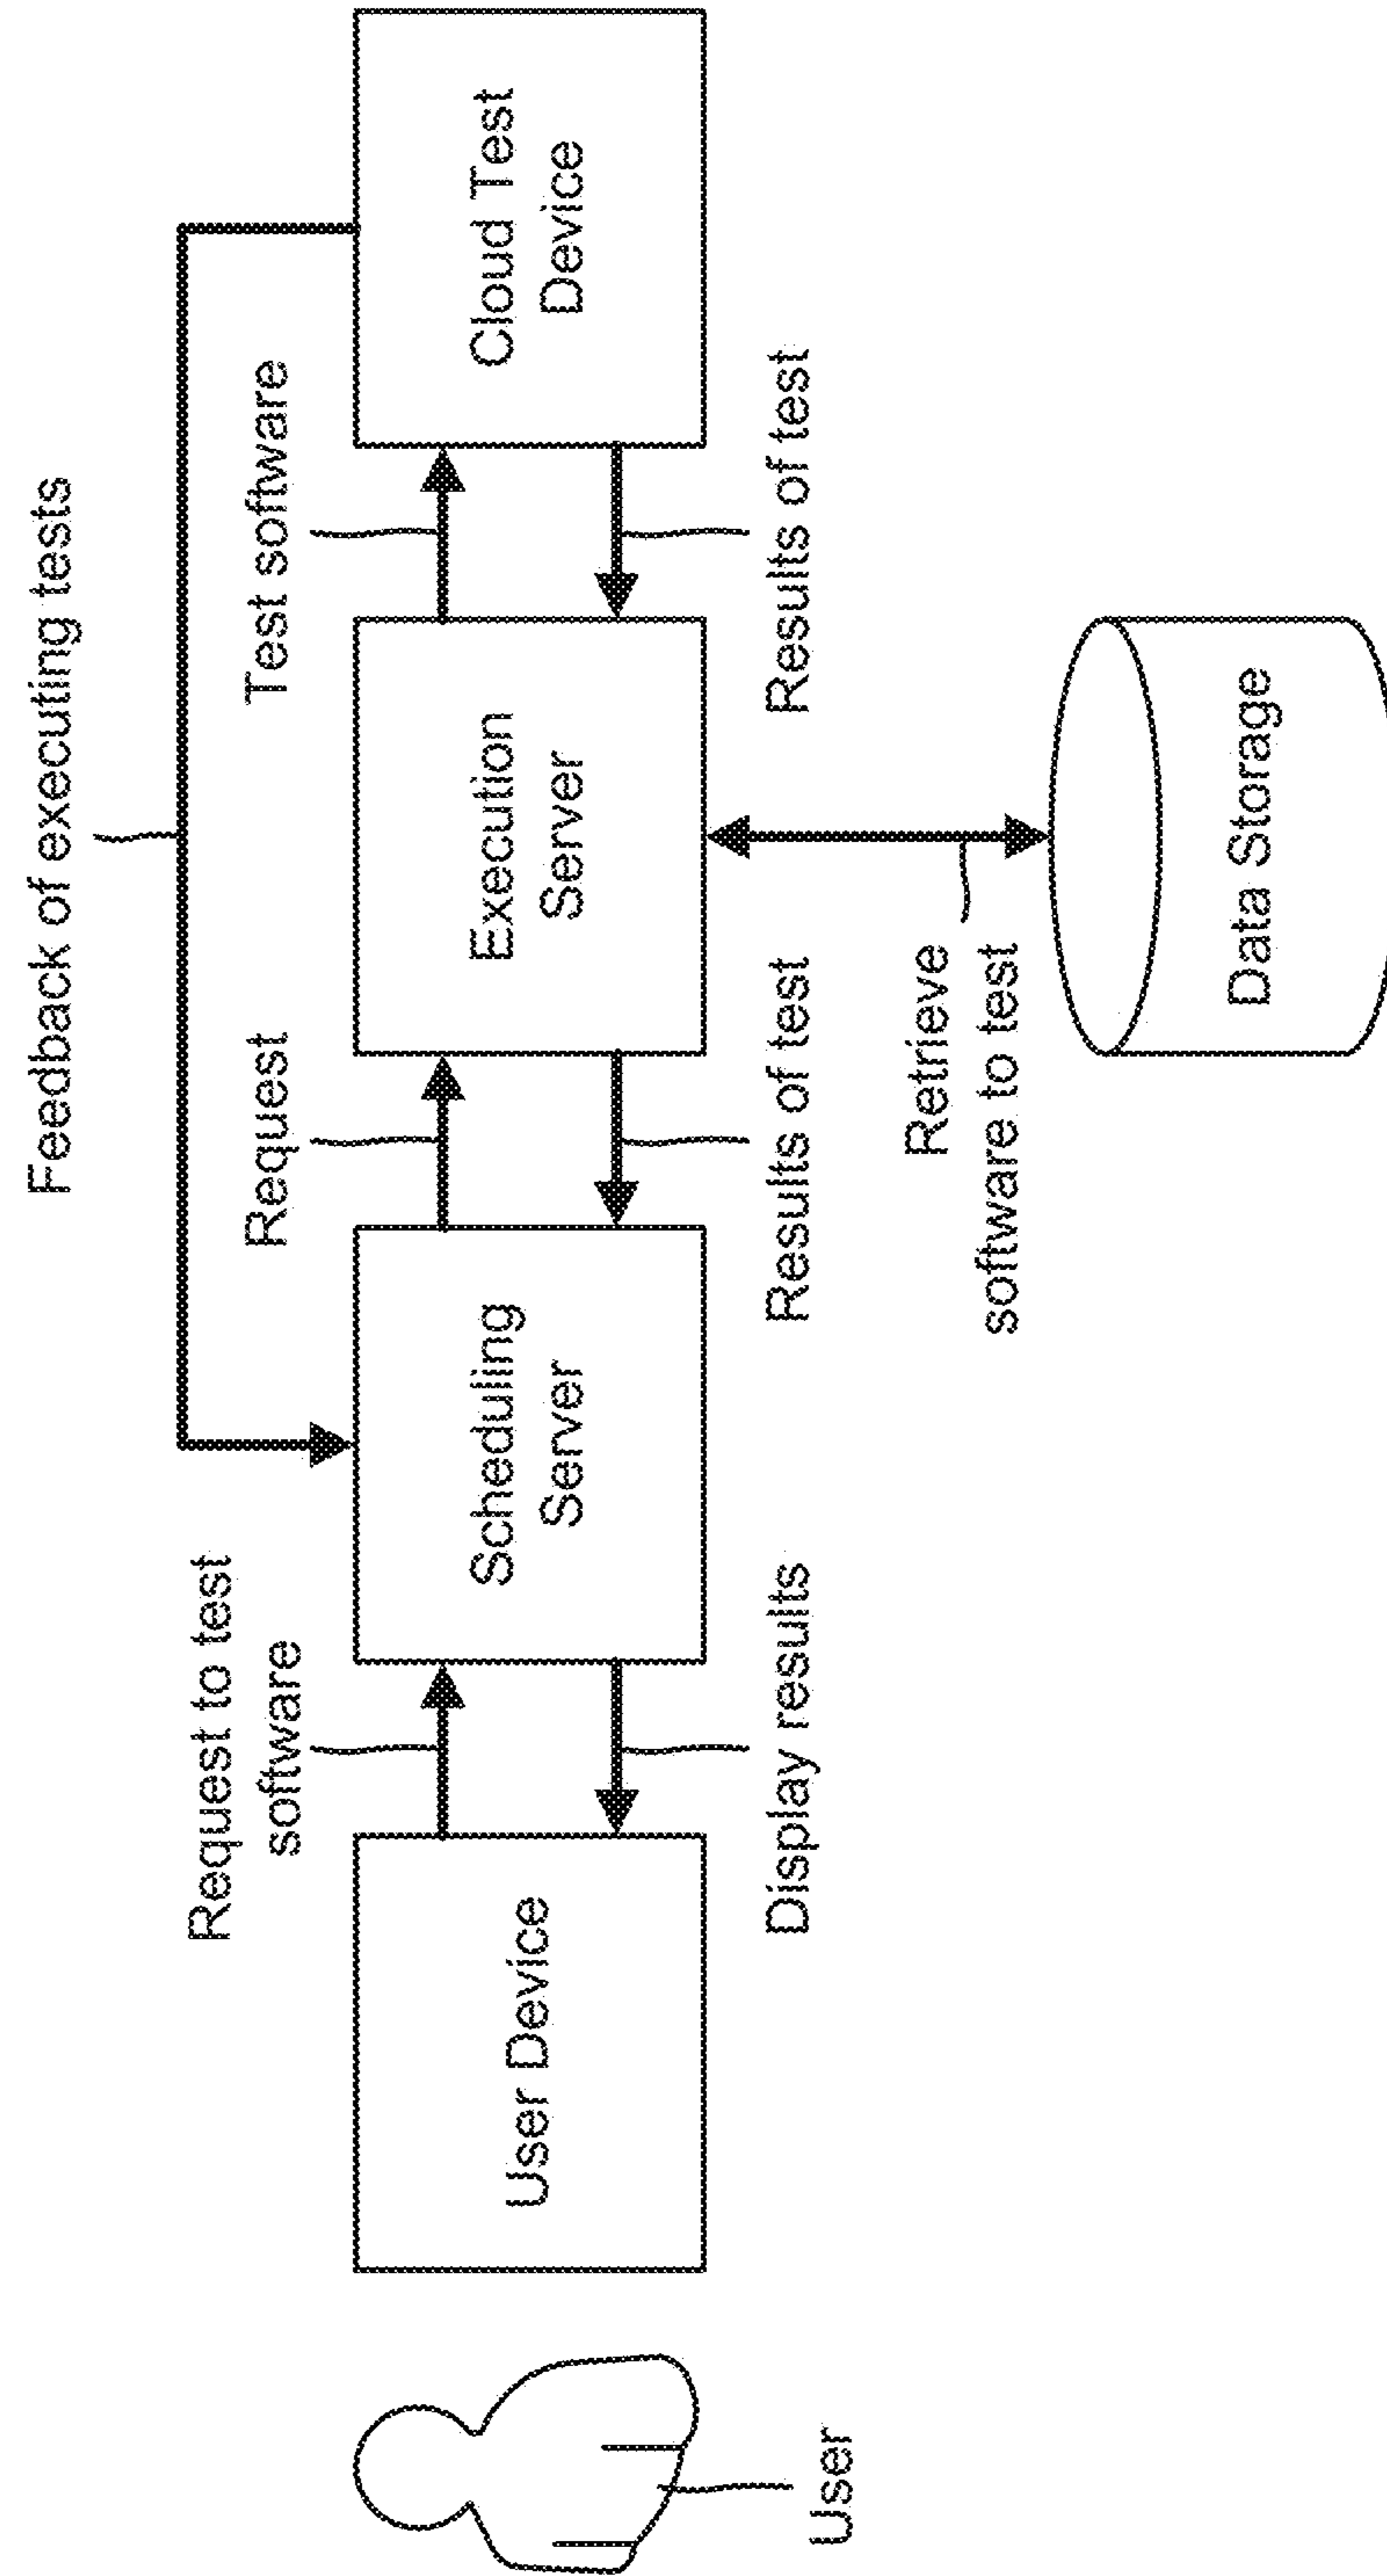 Feedback of executing tests
Request to test
software
Request
Test software
User Device
Scheduling
Server
Execution
Server
Cloud Test
Device
User
Display results
Results of test
Results of test
Retrieve
software to test
Data Storage